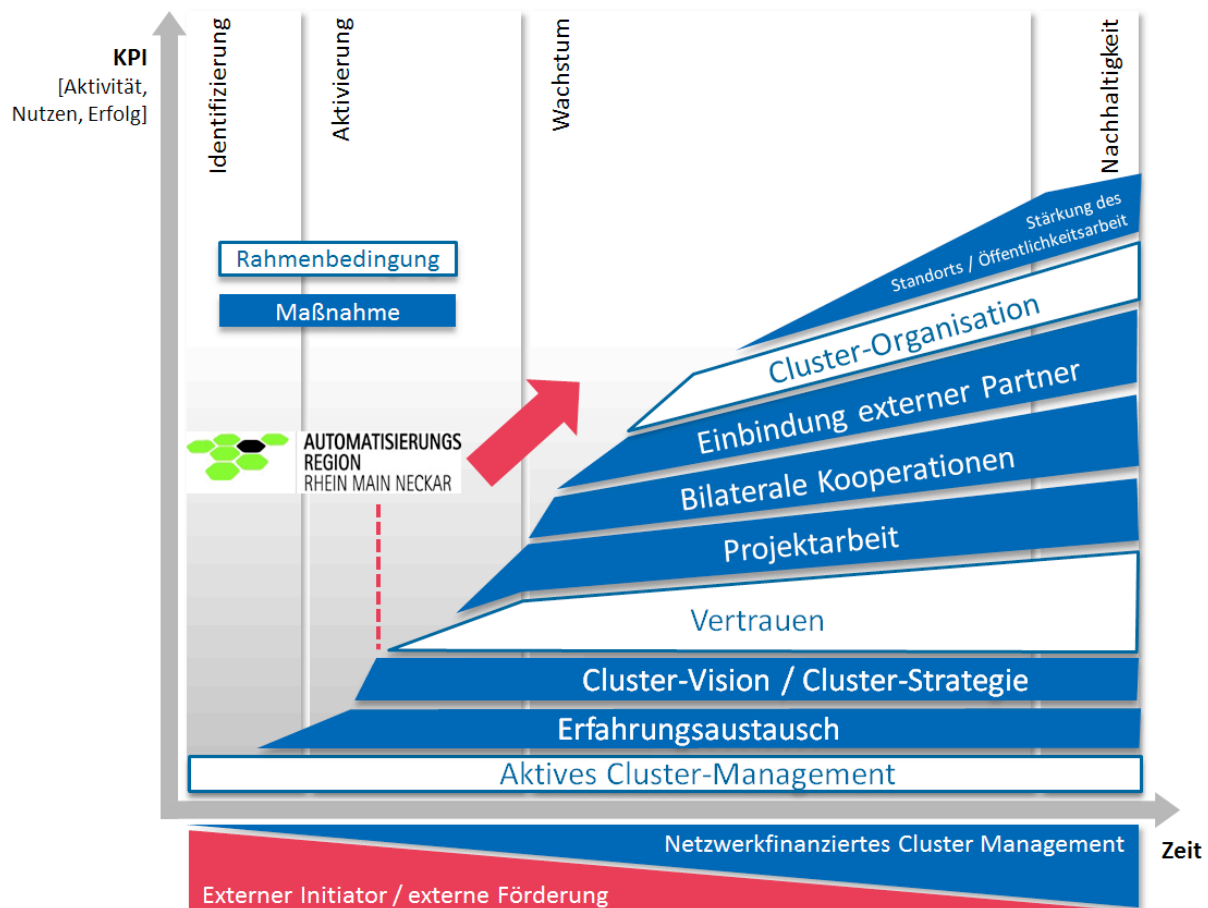 KPI
[Aktivität,
Nutzen, Erfolg]
Identifizierung
Aktivierung
Wachstum
Nachhaltigkeit
Rahmenbedingung
Maßnahme
AUTOMATISIERUNGS
REGION
RHEIN MAIN NECKAR
Stärkung des
Standorts / Öffentlichkeitsarbeit
Cluster-Organisation
Einbindung externer Partner
Bilaterale Kooperationen
Projektarbeit
Vertrauen
Cluster-Vision / Cluster-Strategie
Erfahrungsaustausch
Aktives Cluster-Management
Netzwerkfinanziertes Cluster Management
Zeit
Externer Initiator / externe Förderung